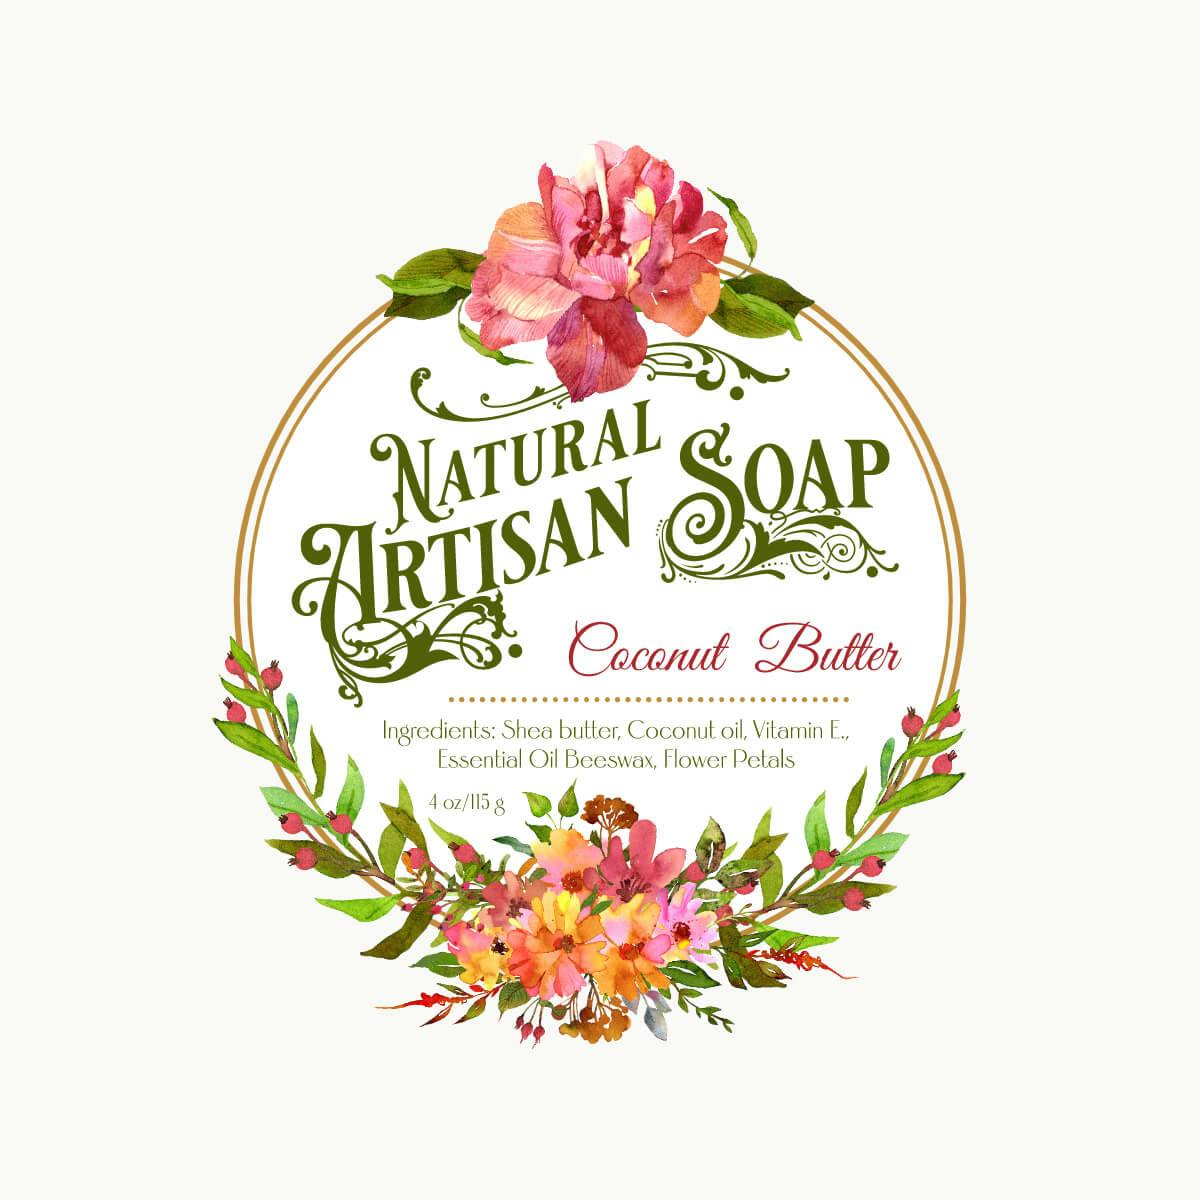 Natural
Artisan Soap
Coconut Butter
Ingredients: Shea butter, Coconut oil, Vitamin E.,
Essential Oil Beeswax, Flower Petals
4 oz/115 g